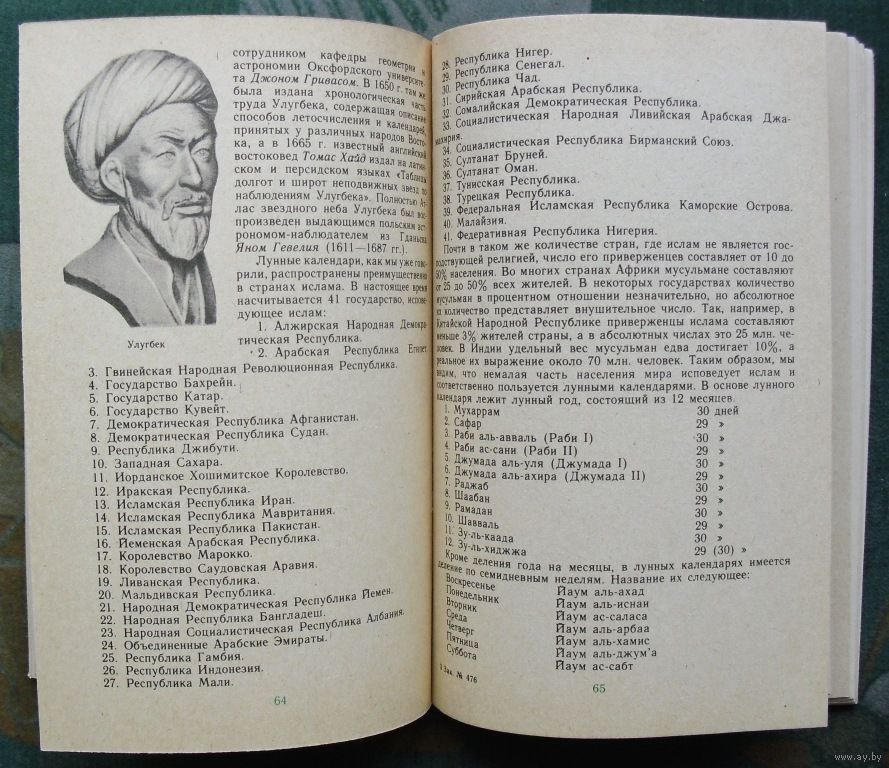 сотрудником кафедры геометрии и
астрономии Оксфордского университе-
та Джоном Гривасом. В 1650 г. там же
была издана хронологическая часть
труда Улугбека, содержащая описание
способов летосчисления и календарей,
принятых у различных народов Восто-
ка, а в 1665 г. известный английский
востоковед Томас Хайд издал на латин-
ском и персидском языках «Таблицы
долгот и широт неподвижных звезд по
наблюдениям Улугбека». Полностью Ат-
лас звездного неба Улугбека был вос-
произведен выдающимся польским аст-
рономом-наблюдателем из Гданьска
Яном Гевелия (1611—1687 гг.).
Лунные календари, как мы уже гово-
рили, распространены преимущественно
в странах ислама. В настоящее время
насчитывается 41 государство, испове-
дующее ислам:
1. Алжирская Народная Демокра-
тическая Республика.
2. Арабская Республика Египет.
Улугбек
3. Гвинейская Народная Революционная Республика.
4. Государство Бахрейн.
5. Государство Катар.
6. Государство Кувейт.
7. Демократическая Республика Афганистан.
8. Демократическая Республика Судан.
9. Республика Джибути.
10. Западная Сахара.
11. Иорданское Хошимитское Королевство.
12. Иракская Республика.
13. Исламская Республика Иран.
14. Исламская Республика Мавритания.
15. Исламская Республика Пакистан.
16. Йеменская Арабская Республика.
17. Королевство Марокко.
18. Королевство Саудовская Аравия.
19. Ливанская Республика.
20. Мальдивская Республика.
21. Народная Демократическая Республика Йемен.
22. Народная Республика Бангладеш.
23. Народная Социалистическая Республика Албания.
24. Объединенные Арабские Эмираты.
25. Республика Гамбия.
26. Республика Индонезия.
27. Республика Мали.
64
28. Республика Нигер.
29. Республика Сенегал.
30. Республика Чад.
31. Сирийская Арабская Республика.
32. Сомалийская Демократическая Республика.
33. Социалистическая Народная Ливийская Арабская Джа-
махирия.
34. Социалистическая Республика Бирманский Союз.
35. Султанат Бруней.
36. Султанат Оман.
37. Тунисская Республика.
38. Турецкая Республика.
39. Федеральная Исламская Республика Каморские Острова.
40. Малайзия.
41. Федеративная Республика Нигерия.
Почти в таком же количестве стран, где ислам не является гос-
подствующей религией, число его приверженцев составляет от 10 до
50% населения. Во многих странах Африки мусульмане составляют
от 25 до 50% всех жителей. В некоторых государствах количество
мусульман в процентном отношении незначительно, но абсолютное
их количество представляет внушительное число. Так, например, в
Китайской Народной Республике приверженцы ислама составляют
меньше 3% жителей страны, а в абсолютных числах это 25 млн. че-
ловек. В Индии удельный вес мусульман едва достигает 10%, а
реальное их выражение около 70 млн. человек. Таким образом, мы
видим, что немалая часть населения мира исповедует ислам и
соответственно пользуется лунными календарями. В основе лунного
календаря лежит лунный год, состоящий из 12 месяцев.
1. Мухаррам 30 дней
2. Сафар 29 »
3. Раби аль-авваль (Раби I) 30 »
4. Раби ас-сани (Раби II) 29 »
5. Джумада аль-уля (Джумада I) 30 »
6. Джумада аль-ахира (Джумада II) 29 »
7. Раджаб 30 »
8. Шаабан 29 »
9. Рамадан 30 »
10. Шавваль 29 »
11. Зу-ль-каада 30 »
12. Зу-ль-хиджжа 29 (30) »
Кроме деления года на месяцы, в лунных календарях имеется
деление по семидневным неделям. Название их следующее:
Воскресенье Йаум аль-ахад
Понедельник Йаум аль-иснан
Вторник Йаум ас-саласа
Среда Йаум аль-арбаа
Четверг Йаум аль-хамис
Пятница Йаум аль-джум'а
Суббота Йаум ас-сабт
3 Зак. № 476
65
www.ay.by